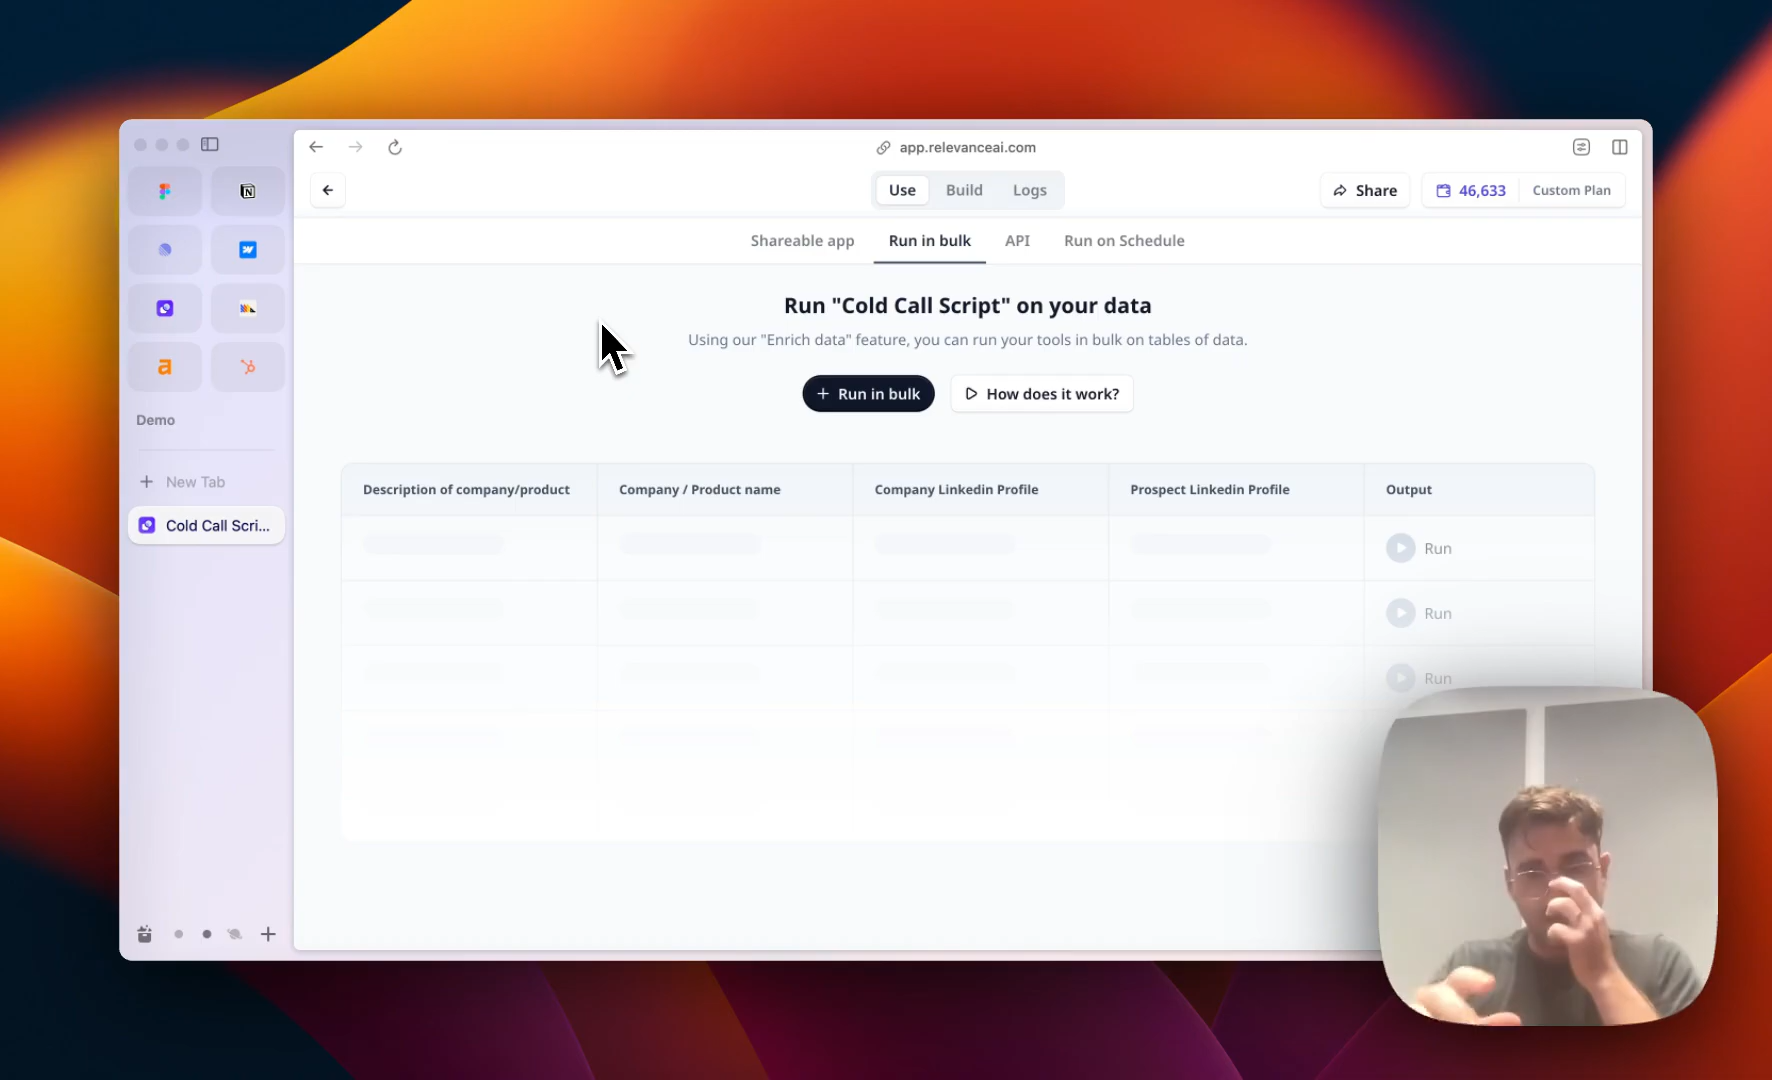 app.relevanceai.com
Use Build Logs
Share
46,633 Custom Plan
Shareable app Run in bulk API Run on Schedule
Run "Cold Call Script" on your data
Using our "Enrich data" feature, you can run your tools in bulk on tables of data.
+ Run in bulk
How does it work?
Demo
+ New Tab
Cold Call Scri...
Description of company/product Company / Product name Company Linkedin Profile Prospect Linkedin Profile Output
Run
Run
Run